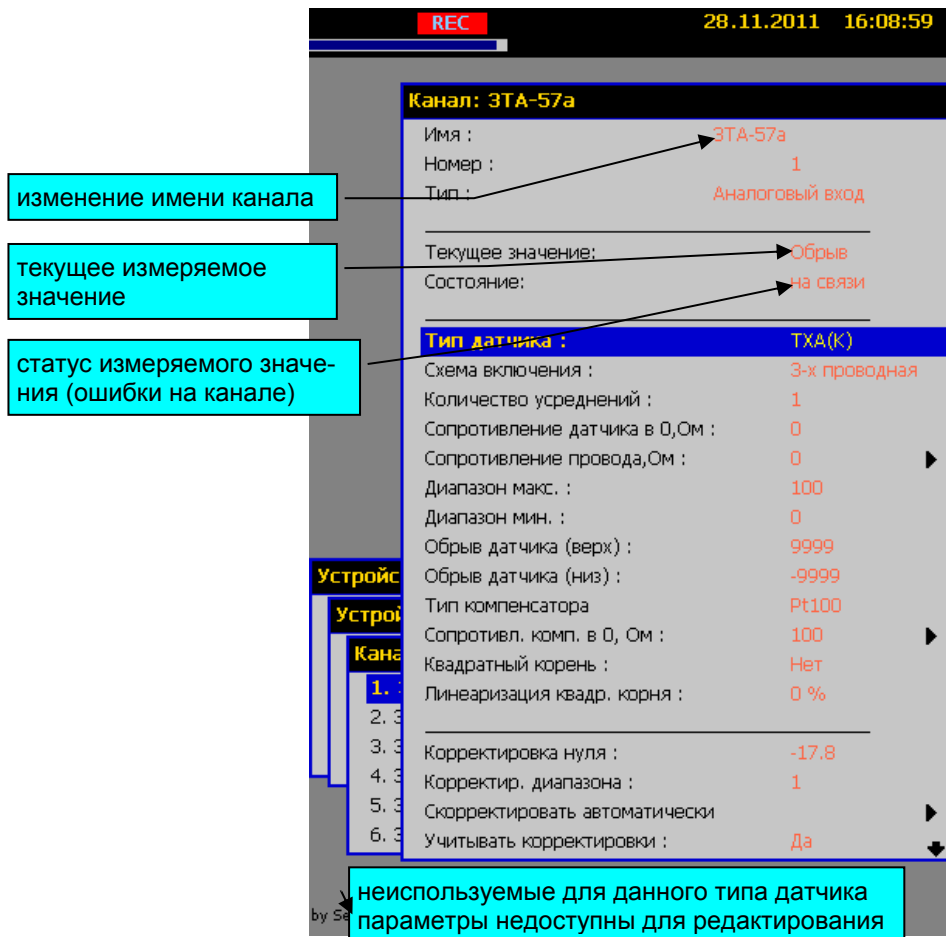 REC 28.11.2011 16:08:59
Канал: ЗТА-57а
Имя : ЗТА-57а
Номер : 1
Тип : Аналоговый вход
изменение имени канала
Текущее значение: Обрыв
Состояние: на связи
текущее измеряемое
значение
Тип датчика : ТХА(К)
статус измеряемого значе-
ния (ошибки на канале)
Схема включения : 3-х проводная
Количество усреднений : 1
Сопротивление датчика в 0,Ом : 0
Сопротивление провода,Ом : 0
Диапазон макс. : 100
Диапазон мин. : 0
Обрыв датчика (верх) : 9999
Обрыв датчика (низ) : -9999
Тип компенсатора Pt100
Сопротивл. комп. в 0, Ом : 100
Квадратный корень : Нет
Линеаризация квадр. корня : 0 %
Корректировка нуля : -17.8
Корректир. диапазона : 1
Скорректировать автоматически
Учитывать корректировки : Да
Устройс
Устрой
Кана
1.
2. З
3. З
4. З
5. З
6. З
by Se
неиспользуемые для данного типа датчика
параметры недоступны для редактирования